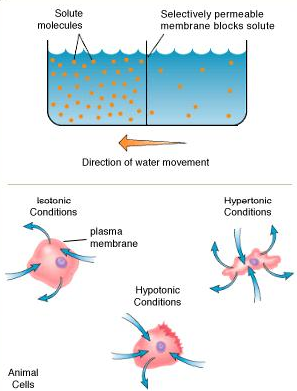 Solute
molecules
Selectively permeable
membrane blocks solute
Direction of water movement
Isotonic
Conditions
plasma
membrane
Hypertonic
Conditions
Hypotonic
Conditions
Animal
Cells